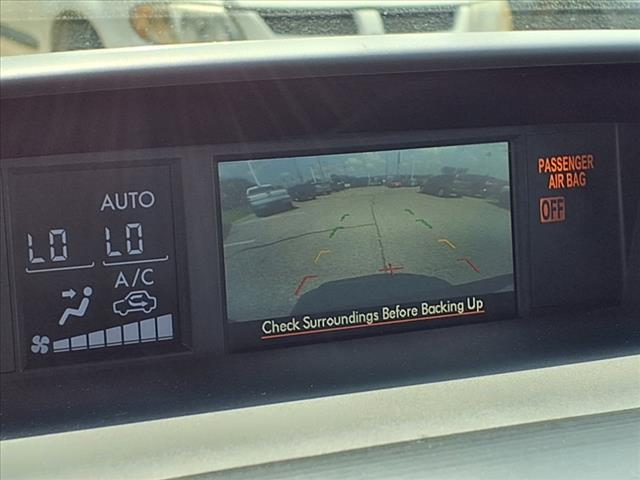 AUTO
LO LO
A/C
Check Surroundings Before Backing Up
PASSENGER
AIR BAG
OFF